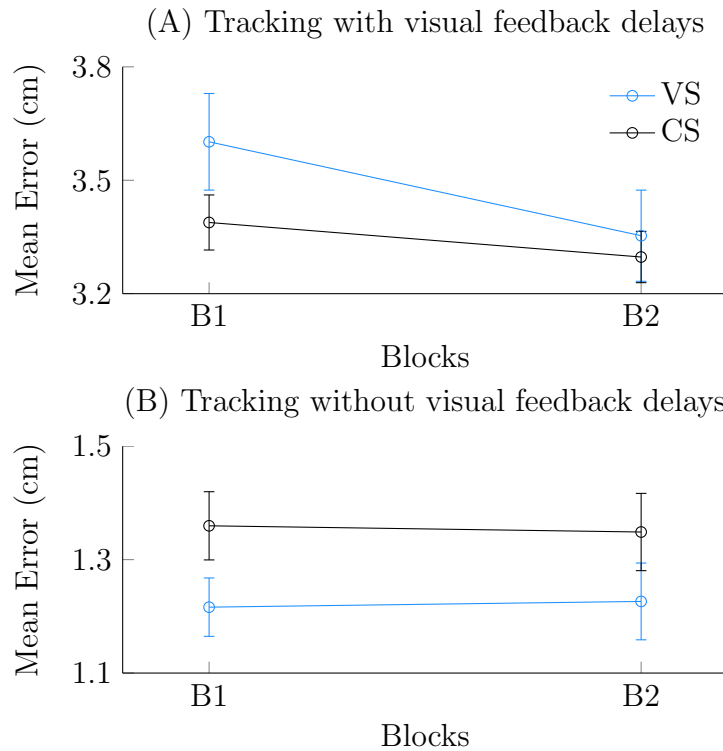 (A) Tracking with visual feedback delays
3.8
3.5
3.2
Mean Error (cm)
VS
CS
B1
B2
Blocks
(B) Tracking without visual feedback delays
1.5
1.3
1.1
Mean Error (cm)
B1
B2
Blocks